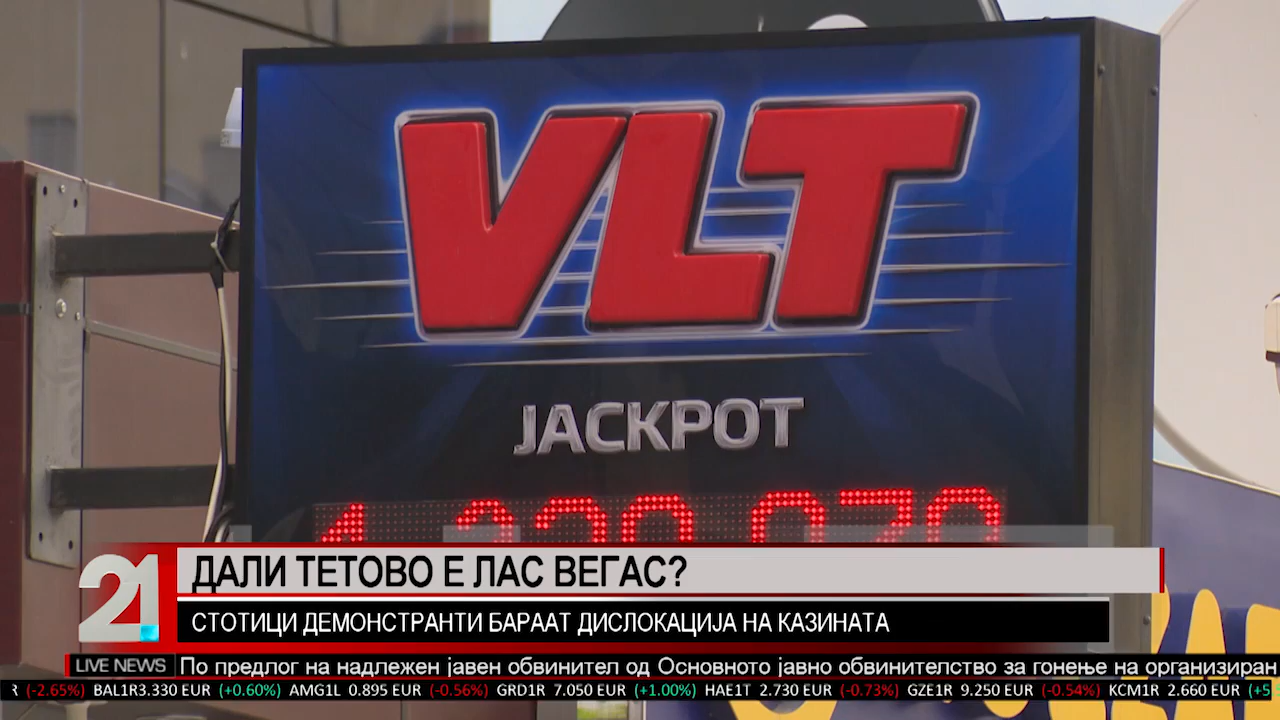 VLT
JACKPOT
21
ДАЛИ ТЕТОВО Е ЛАС ВЕГАС?
СТОТИЦИ ДЕМОНСТРАНТИ БАРААТ ДИСЛОКАЦИЈА НА КАЗИНАТА
LIVE NEWS По предлог на надлежен јавен обвинител од Основното јавно обвинителство за гонење на организиран
R (-2.65%) BAL1R3.330 EUR (+0.60%) AMG1L 0.895 EUR (-0.56%) GRD1R 7.050 EUR (+1.00%) HAE1T 2.730 EUR (-0.73%) GZE1R 9.250 EUR (-0.54%) KCM1R 2.660 EUR (+5